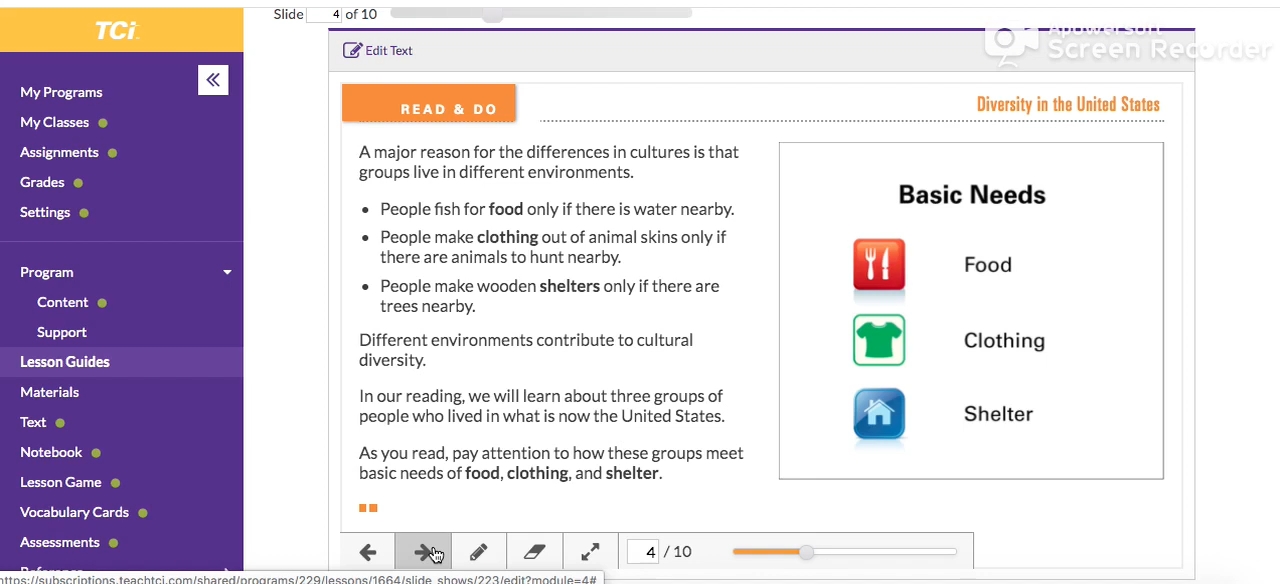 Slide 4 of 10
TCi
Apowersoft
Screen Recorder
Edit Text
My Programs
My Classes
Assignments
Grades
Settings
Program
Content
Support
Lesson Guides
Materials
Text
Notebook
Lesson Game
Vocabulary Cards
Assessments
Reference
READ & DO
Diversity in the United States
A major reason for the differences in cultures is that
groups live in different environments.
• People fish for food only if there is water nearby.
• People make clothing out of animal skins only if
there are animals to hunt nearby.
• People make wooden shelters only if there are
trees nearby.
Different environments contribute to cultural
diversity.
In our reading, we will learn about three groups of
people who lived in what is now the United States.
As you read, pay attention to how these groups meet
basic needs of food, clothing, and shelter.
Basic Needs
Food
Clothing
Shelter
4 / 10
https://subscriptions.teachtci.com/shared/programs/229/lessons/1664/slide_shows/223/edit?module=4#